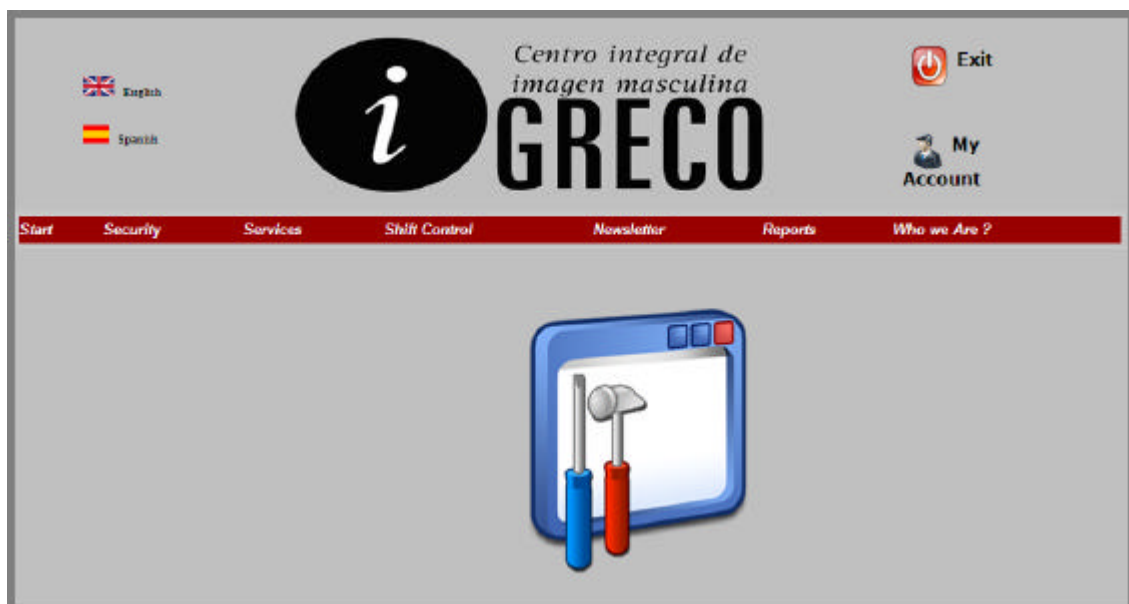 English
Spanish
i
Centro integral de
imagen masculina
GRECO
Exit
My
Account
Start Security Services Shift Control Newsletter Reports Who we Are ?